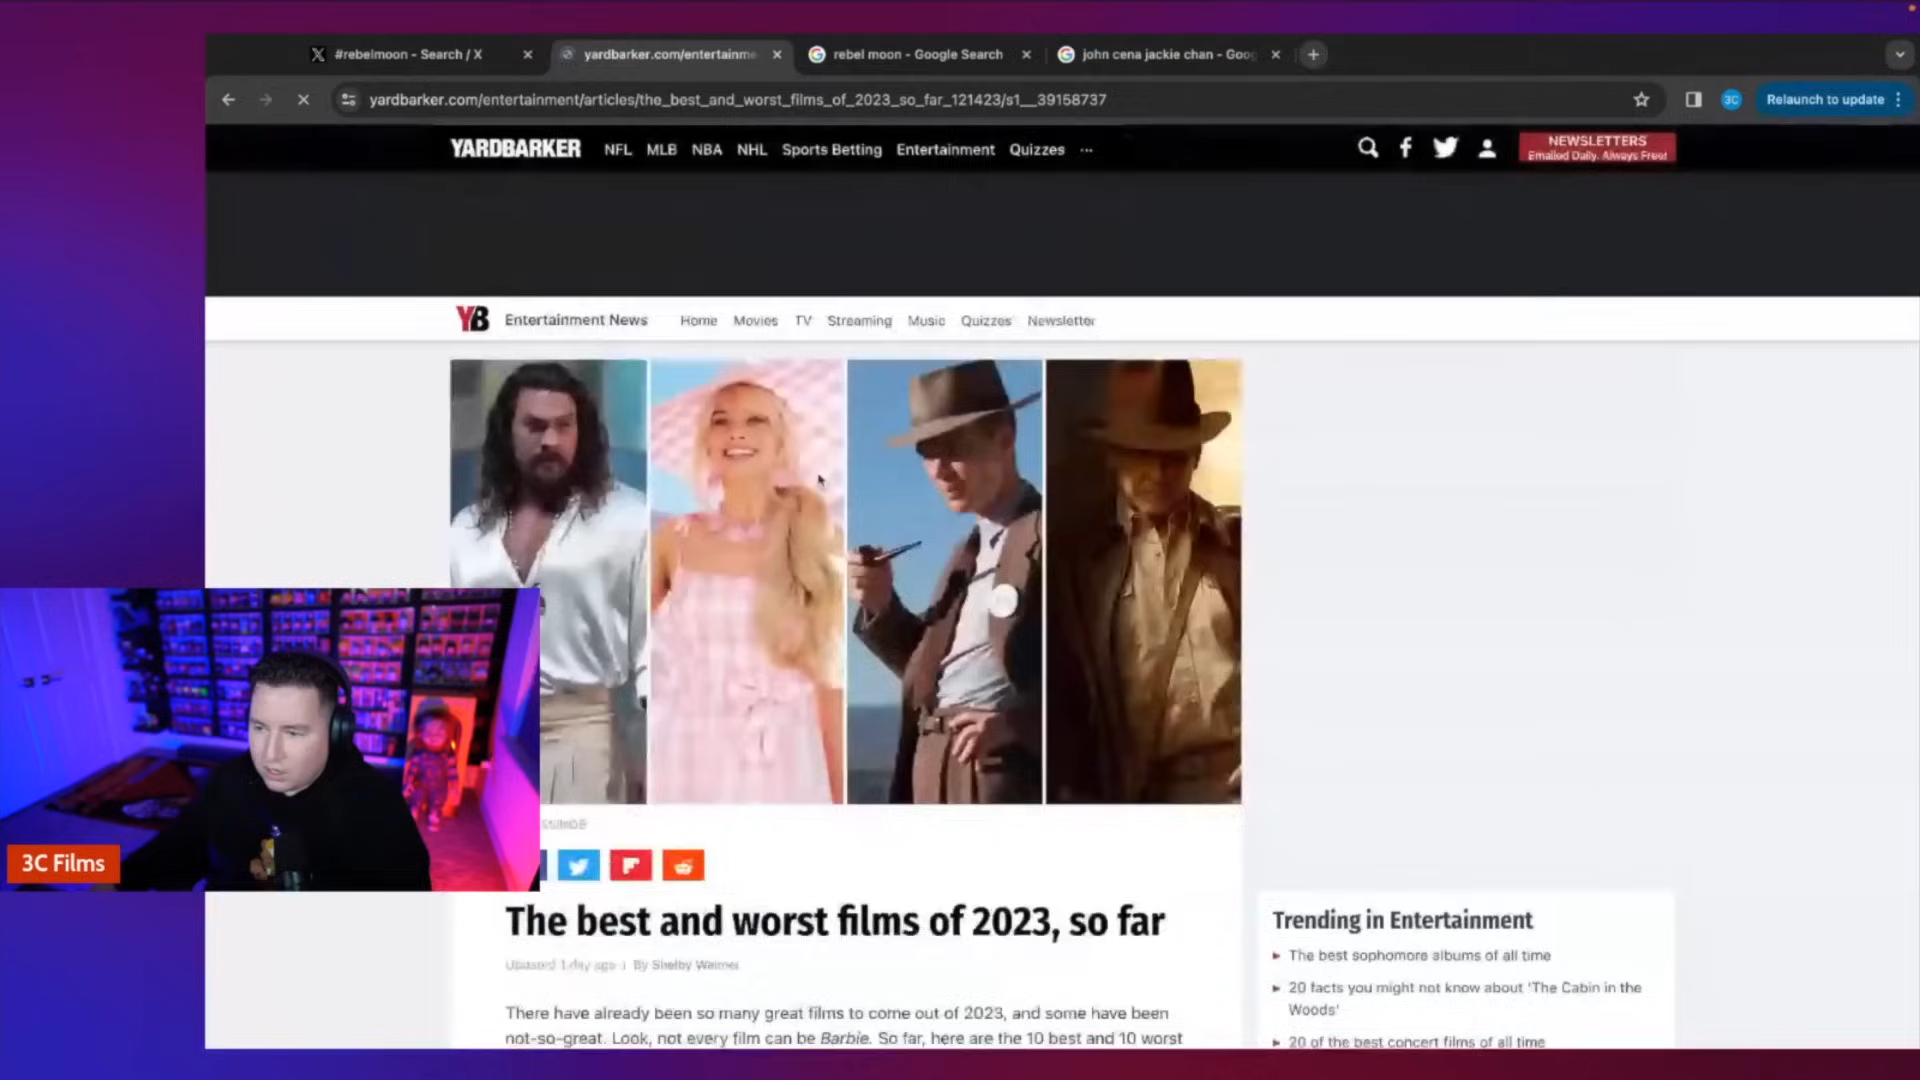 #rebelmoon - Search / X
yardbarker.com/entertainme
rebel moon - Google Search
john cena jackie chan - Goo
yardbarker.com/entertainment/articles/the_best_and_worst_films_of_2023_so_far_121423/s1__39158737
3C
Relaunch to update
YARDBARKER NFL MLB NBA NHL Sports Betting Entertainment Quizzes ···
NEWSLETTERS
Emailed Daily. Always Free!
YB Entertainment News Home Movies TV Streaming Music Quizzes Newsletter
3C Films
The best and worst films of 2023, so far
Updated 1 day ago | By Shelby Weimer
There have already been so many great films to come out of 2023, and some have been
not-so-great. Look, not every film can be Barbie. So far, here are the 10 best and 10 worst
Trending in Entertainment
The best sophomore albums of all time
20 facts you might not know about 'The Cabin in the
Woods'
20 of the best concert films of all time